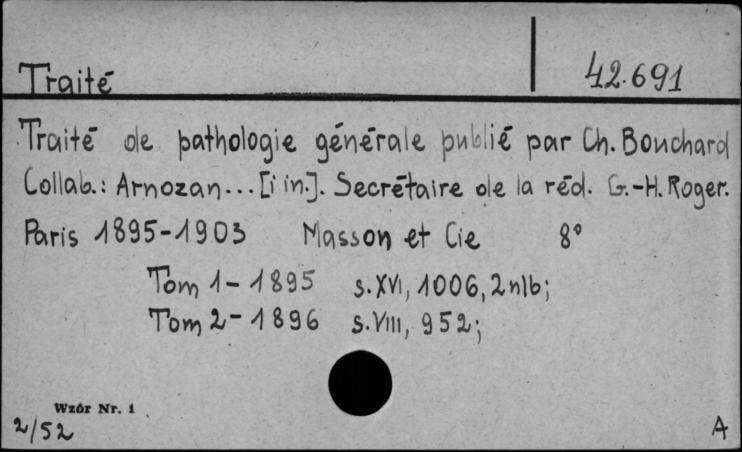 Traité
42.691
Traité de pathologie générale publié par Ch. Bouchard
Collab.: Arnozan... [i in.]. Secrétaire de la réd. G.-H. Roger.
Paris 1895-1903 Masson et Cie 8°
Tom 1-1895 s.XVI, 1006, 2 nlb;
Tom 2-1896 s.VIII, 952;
Wzór Nr. 1
2/52
A